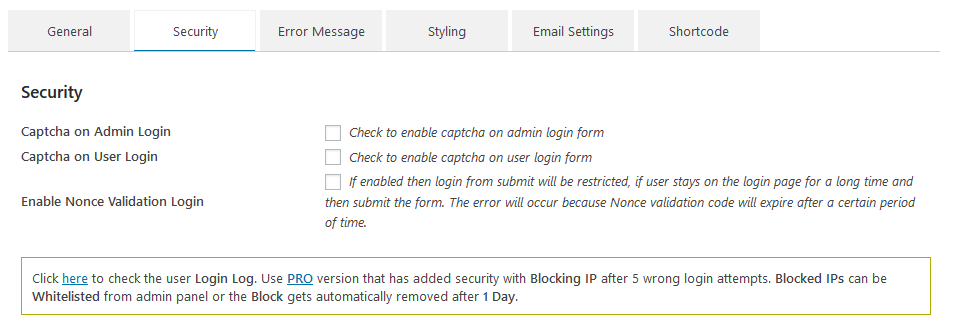 General Security Error Message Styling Email Settings Shortcode
Security
Captcha on Admin Login Check to enable captcha on admin login form
Captcha on User Login Check to enable captcha on user login form
If enabled then login from submit will be restricted, if user stays on the login page for a long time and
Enable Nonce Validation Login then submit the form. The error will occur because Nonce validation code will expire after a certain period
of time.
Click here to check the user Login Log. Use PRO version that has added security with Blocking IP after 5 wrong login attempts. Blocked IPs can be
Whitelisted from admin panel or the Block gets automatically removed after 1 Day.